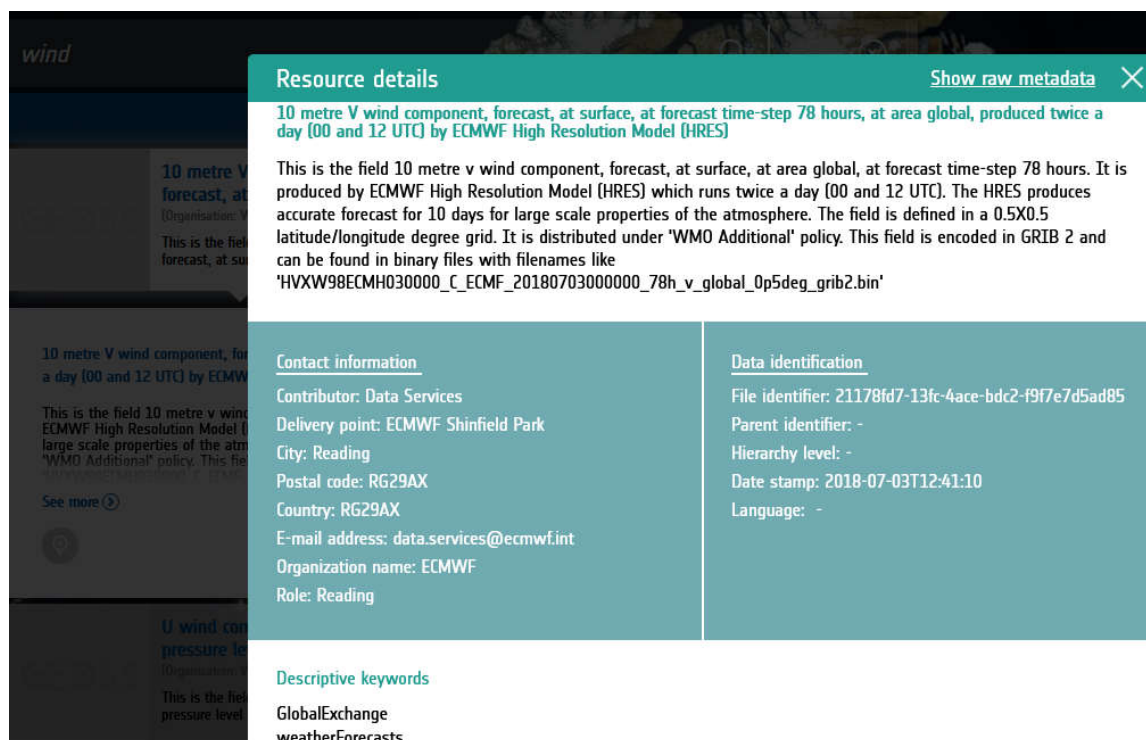 wind
Resource details
Show raw metadata
10 metre V wind component, forecast, at surface, at forecast time-step 78 hours, at area global, produced twice a
day (00 and 12 UTC) by ECMWF High Resolution Model (HRES)
This is the field 10 metre v wind component, forecast, at surface, at area global, at forecast time-step 78 hours. It is
produced by ECMWF High Resolution Model (HRES) which runs twice a day (00 and 12 UTC). The HRES produces
accurate forecast for 10 days for large scale properties of the atmosphere. The field is defined in a 0.5X0.5
latitude/longitude degree grid. It is distributed under 'WMO Additional' policy. This field is encoded in GRIB 2 and
can be found in binary files with filenames like
'HVXW98ECMH030000_C_ECMF_20180703000000_78h_v_global_0p5deg_grib2.bin'
Contact information
Contributor: Data Services
Delivery point: ECMWF Shinfield Park
City: Reading
Postal code: RG29AX
Country: RG29AX
E-mail address: data.services@ecmwf.int
Organization name: ECMWF
Role: Reading
Data identification
File identifier: 21178fd7-13fc-4ace-bdc2-f9f7e7d5ad85
Parent identifier: -
Hierarchy level: -
Date stamp: 2018-07-03T12:41:10
Language: -
Descriptive keywords
GlobalExchange
weatherForecasts
10 metre V
forecast, at
(Organisation:
This is the fiel
forecast, at su
10 metre V wind component, fo
a day (00 and 12 UTC) by ECMW
This is the field 10 metre v wind
ECMWF High Resolution Model (
large scale properties of the atm
'WMO Additional' policy. This fie
See more
U wind con
pressure le
This is the fiel
pressure level